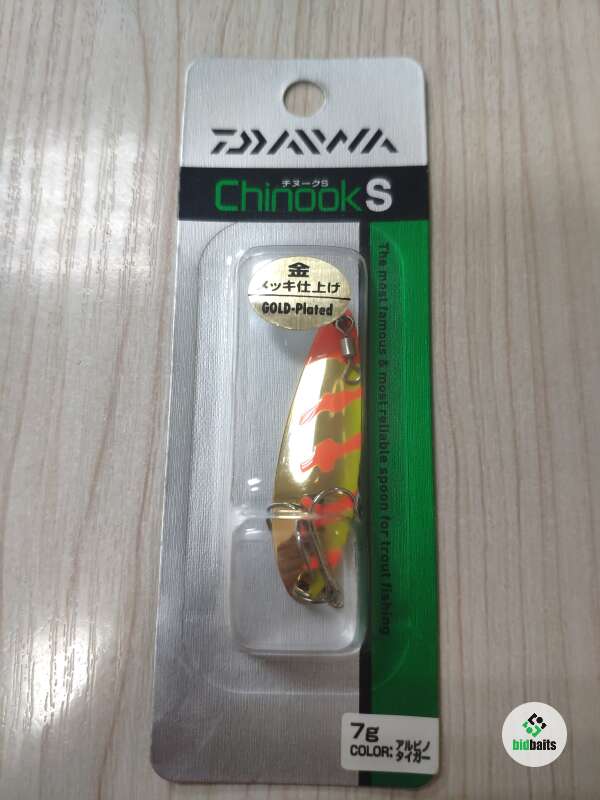 DAIWA
チヌークS
Chinook S
金
メッキ仕上げ
GOLD-Plated
The most famous & most reliable spoon for trout fishing
7g
COLOR: アルビノ
タイガー
bidbaits